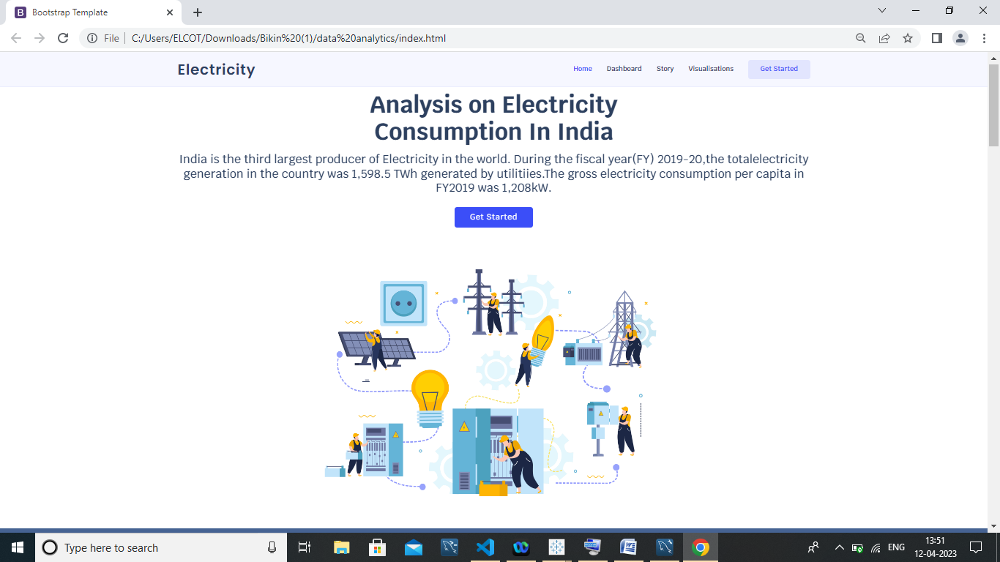 Bootstrap Template
File
C:/Users/ELCOT/Downloads/Bikin%20(1)/data%20analytics/index.html
Electricity
Home Dashboard Story Visualisations Get Started
Analysis on Electricity
Consumption In India
India is the third largest producer of Electricity in the world. During the fiscal year(FY) 2019-20,the totalelectricity
generation in the country was 1,598.5 TWh generated by utilitiies.The gross electricity consumption per capita in
FY2019 was 1,208kW.
Get Started
Type here to search
ENG
13:51
12-04-2023